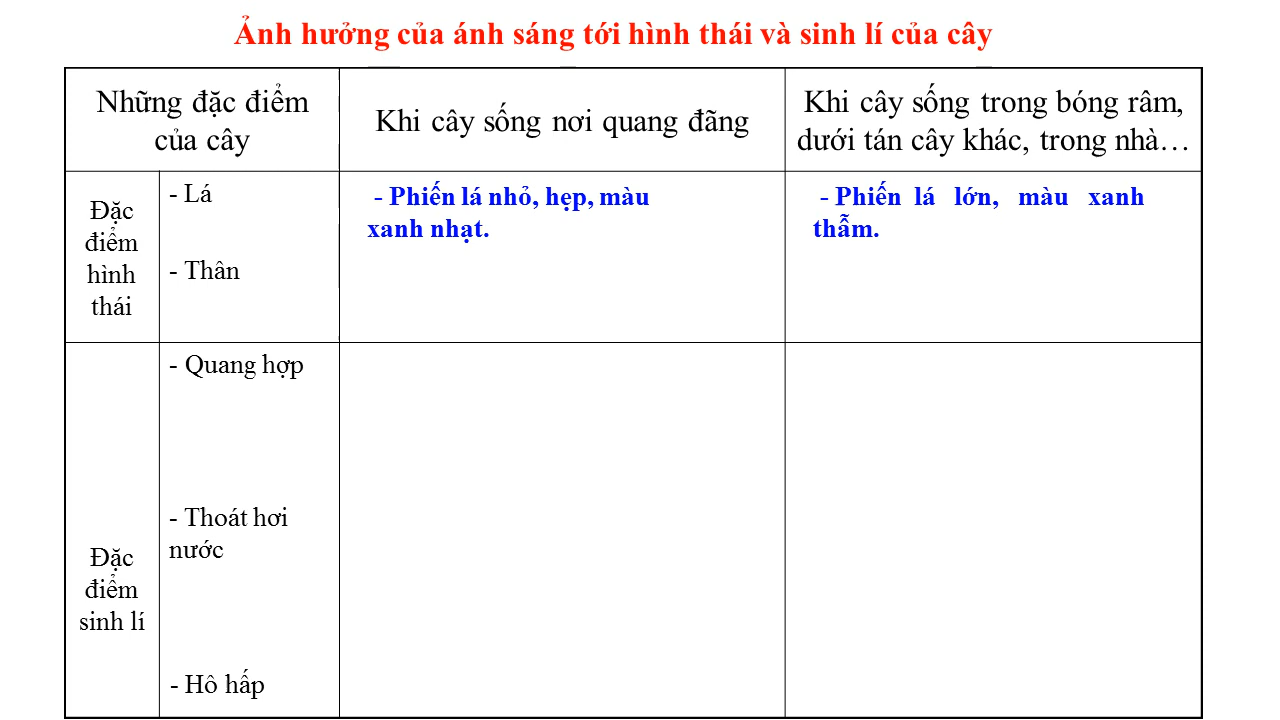 Ảnh hưởng của ánh sáng tới hình thái và sinh lí của cây
Những đặc điểm
của cây
Khi cây sống nơi quang đãng
Khi cây sống trong bóng râm,
dưới tán cây khác, trong nhà…
Đặc
điểm
hình
thái
- Lá
- Thân
- Phiến lá nhỏ, hẹp, màu
xanh nhạt.
- Phiến lá lớn, màu xanh
thẫm.
Đặc
điểm
sinh lí
- Quang hợp
- Thoát hơi
nước
- Hô hấp